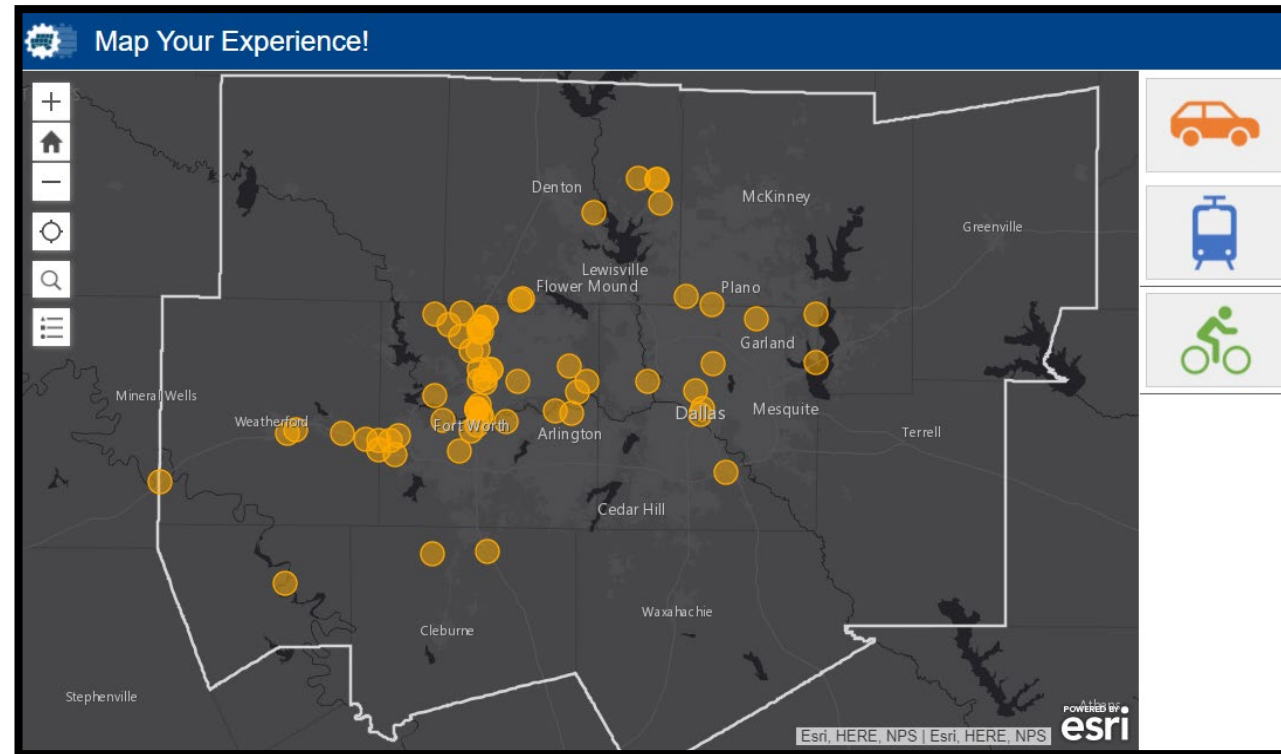 Map Your Experience!
+
−
Denton
McKinney
Greenville
Lewisville
Flower Mound
Plano
Garland
Mineral Wells
Weatherford
Fort Worth
Arlington
Dallas
Mesquite
Terrell
Cedar Hill
Waxahachie
Cleburne
Stephenville
Athens
POWERED BY
esri
Esri, HERE, NPS | Esri, HERE, NPS